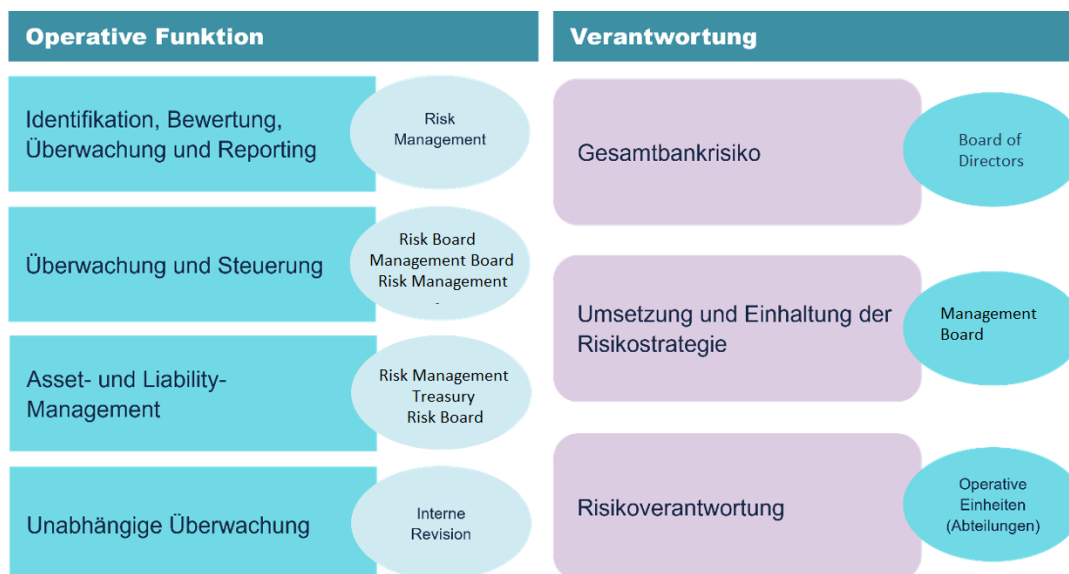 Operative Funktion
Identifikation, Bewertung,
Überwachung und Reporting
Risk
Management
Überwachung und Steuerung
Risk Board
Management Board
Risk Management
-
Asset- und Liability-
Management
Risk Management
Treasury
Risk Board
Unabhängige Überwachung
Interne
Revision
Verantwortung
Gesamtbankrisiko
Board of
Directors
Umsetzung und Einhaltung der
Risikostrategie
Management
Board
Risikoverantwortung
Operative
Einheiten
(Abteilungen)